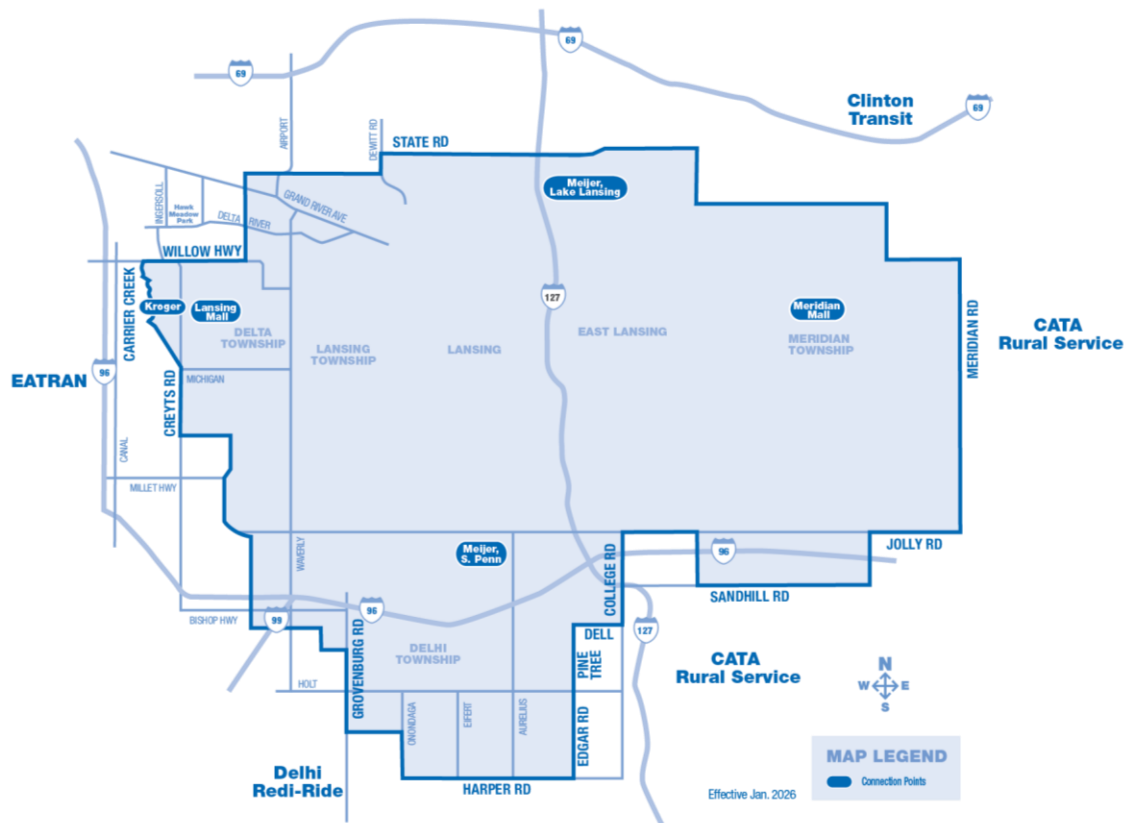 69
69
Clinton
Transit
69
AIRPORT
DEWITT RD
STATE RD
Meijer,
Lake Lansing
INGERSOLL
Hawk
Meadow
Park
GRAND RIVER AVE
DELTA RIVER
WILLOW HWY
CARRIER CREEK
Kroger
Lansing
Mall
127
Meridian
Mall
MERIDIAN RD
CATA
Rural Service
DELTA
TOWNSHIP
LANSING
TOWNSHIP
LANSING
EAST LANSING
MERIDIAN
TOWNSHIP
EATRAN
96
CREYTS RD
MICHIGAN
CANAL
MILLET HWY
WAVERLY
Meijer,
S. Penn
COLLEGE RD
96
JOLLY RD
SANDHILL RD
BISHOP HWY
99
96
GROVENBURG RD
DELHI
TOWNSHIP
DELL
127
PINE
TREE
CATA
Rural Service
N
W
E
S
HOLT
ONONDAGA
EIFERT
AURELIUS
EDGAR RD
Delhi
Redi-Ride
HARPER RD
Effective Jan. 2026
MAP LEGEND
Connection Points